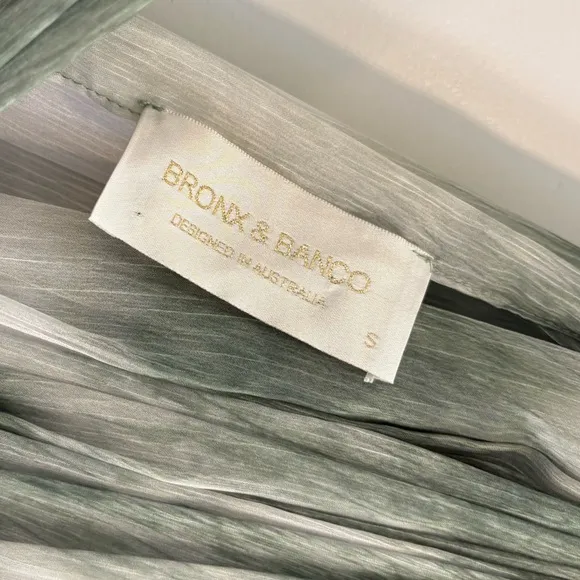 BRONX & BANCO
DESIGNED IN AUSTRALIA
S